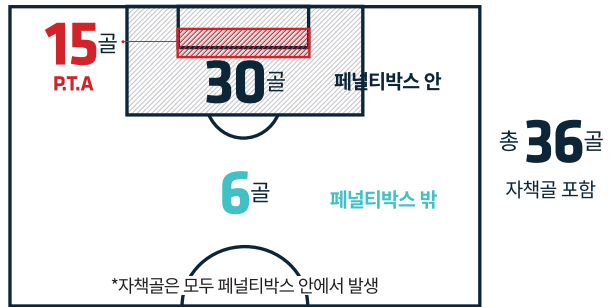 15골
P.T.A
30골
페널티박스 안
총 36골
자책골 포함
6골
페널티박스 밖
*자책골은 모두 페널티박스 안에서 발생